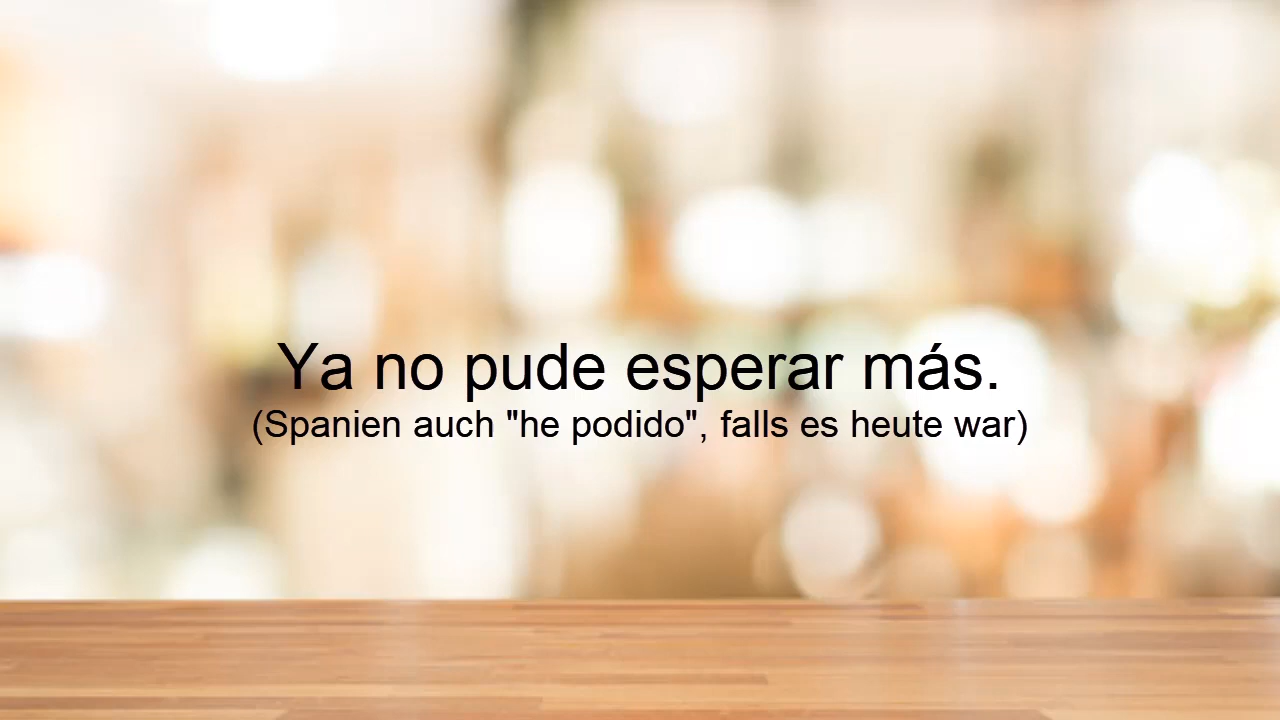 Ya no pude esperar más.
(Spanien auch "he podido", falls es heute war)